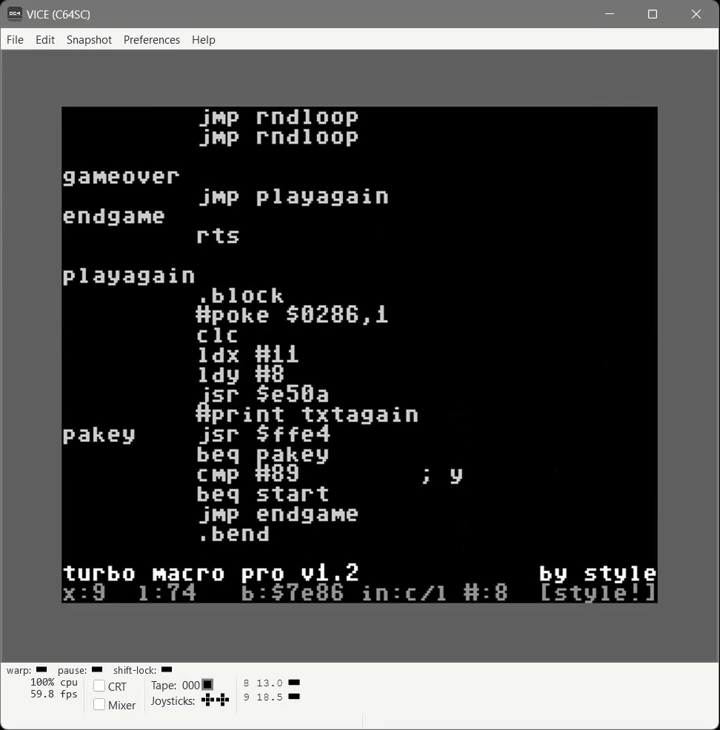 VICE (C64SC)
File Edit Snapshot Preferences Help
jmp rndloop
jmp rndloop
gameover
jmp playagain
endgame
rts
playagain
.block
#poke $0286,1
clc
ldx #11
ldy #8
jsr $e50a
#print txtagain
pakey jsr $ffe4
beq pakey
cmp #89 ; y
beq start
jmp endgame
.bend
turbo macro pro v1.2 by style
x:9 l:74 b:$7e86 in:c/l #:8 [style!]
warp: pause: shift-lock:
100% cpu
59.8 fps
CRT
Mixer
Tape: 000
Joysticks:
8 13.0
9 18.5